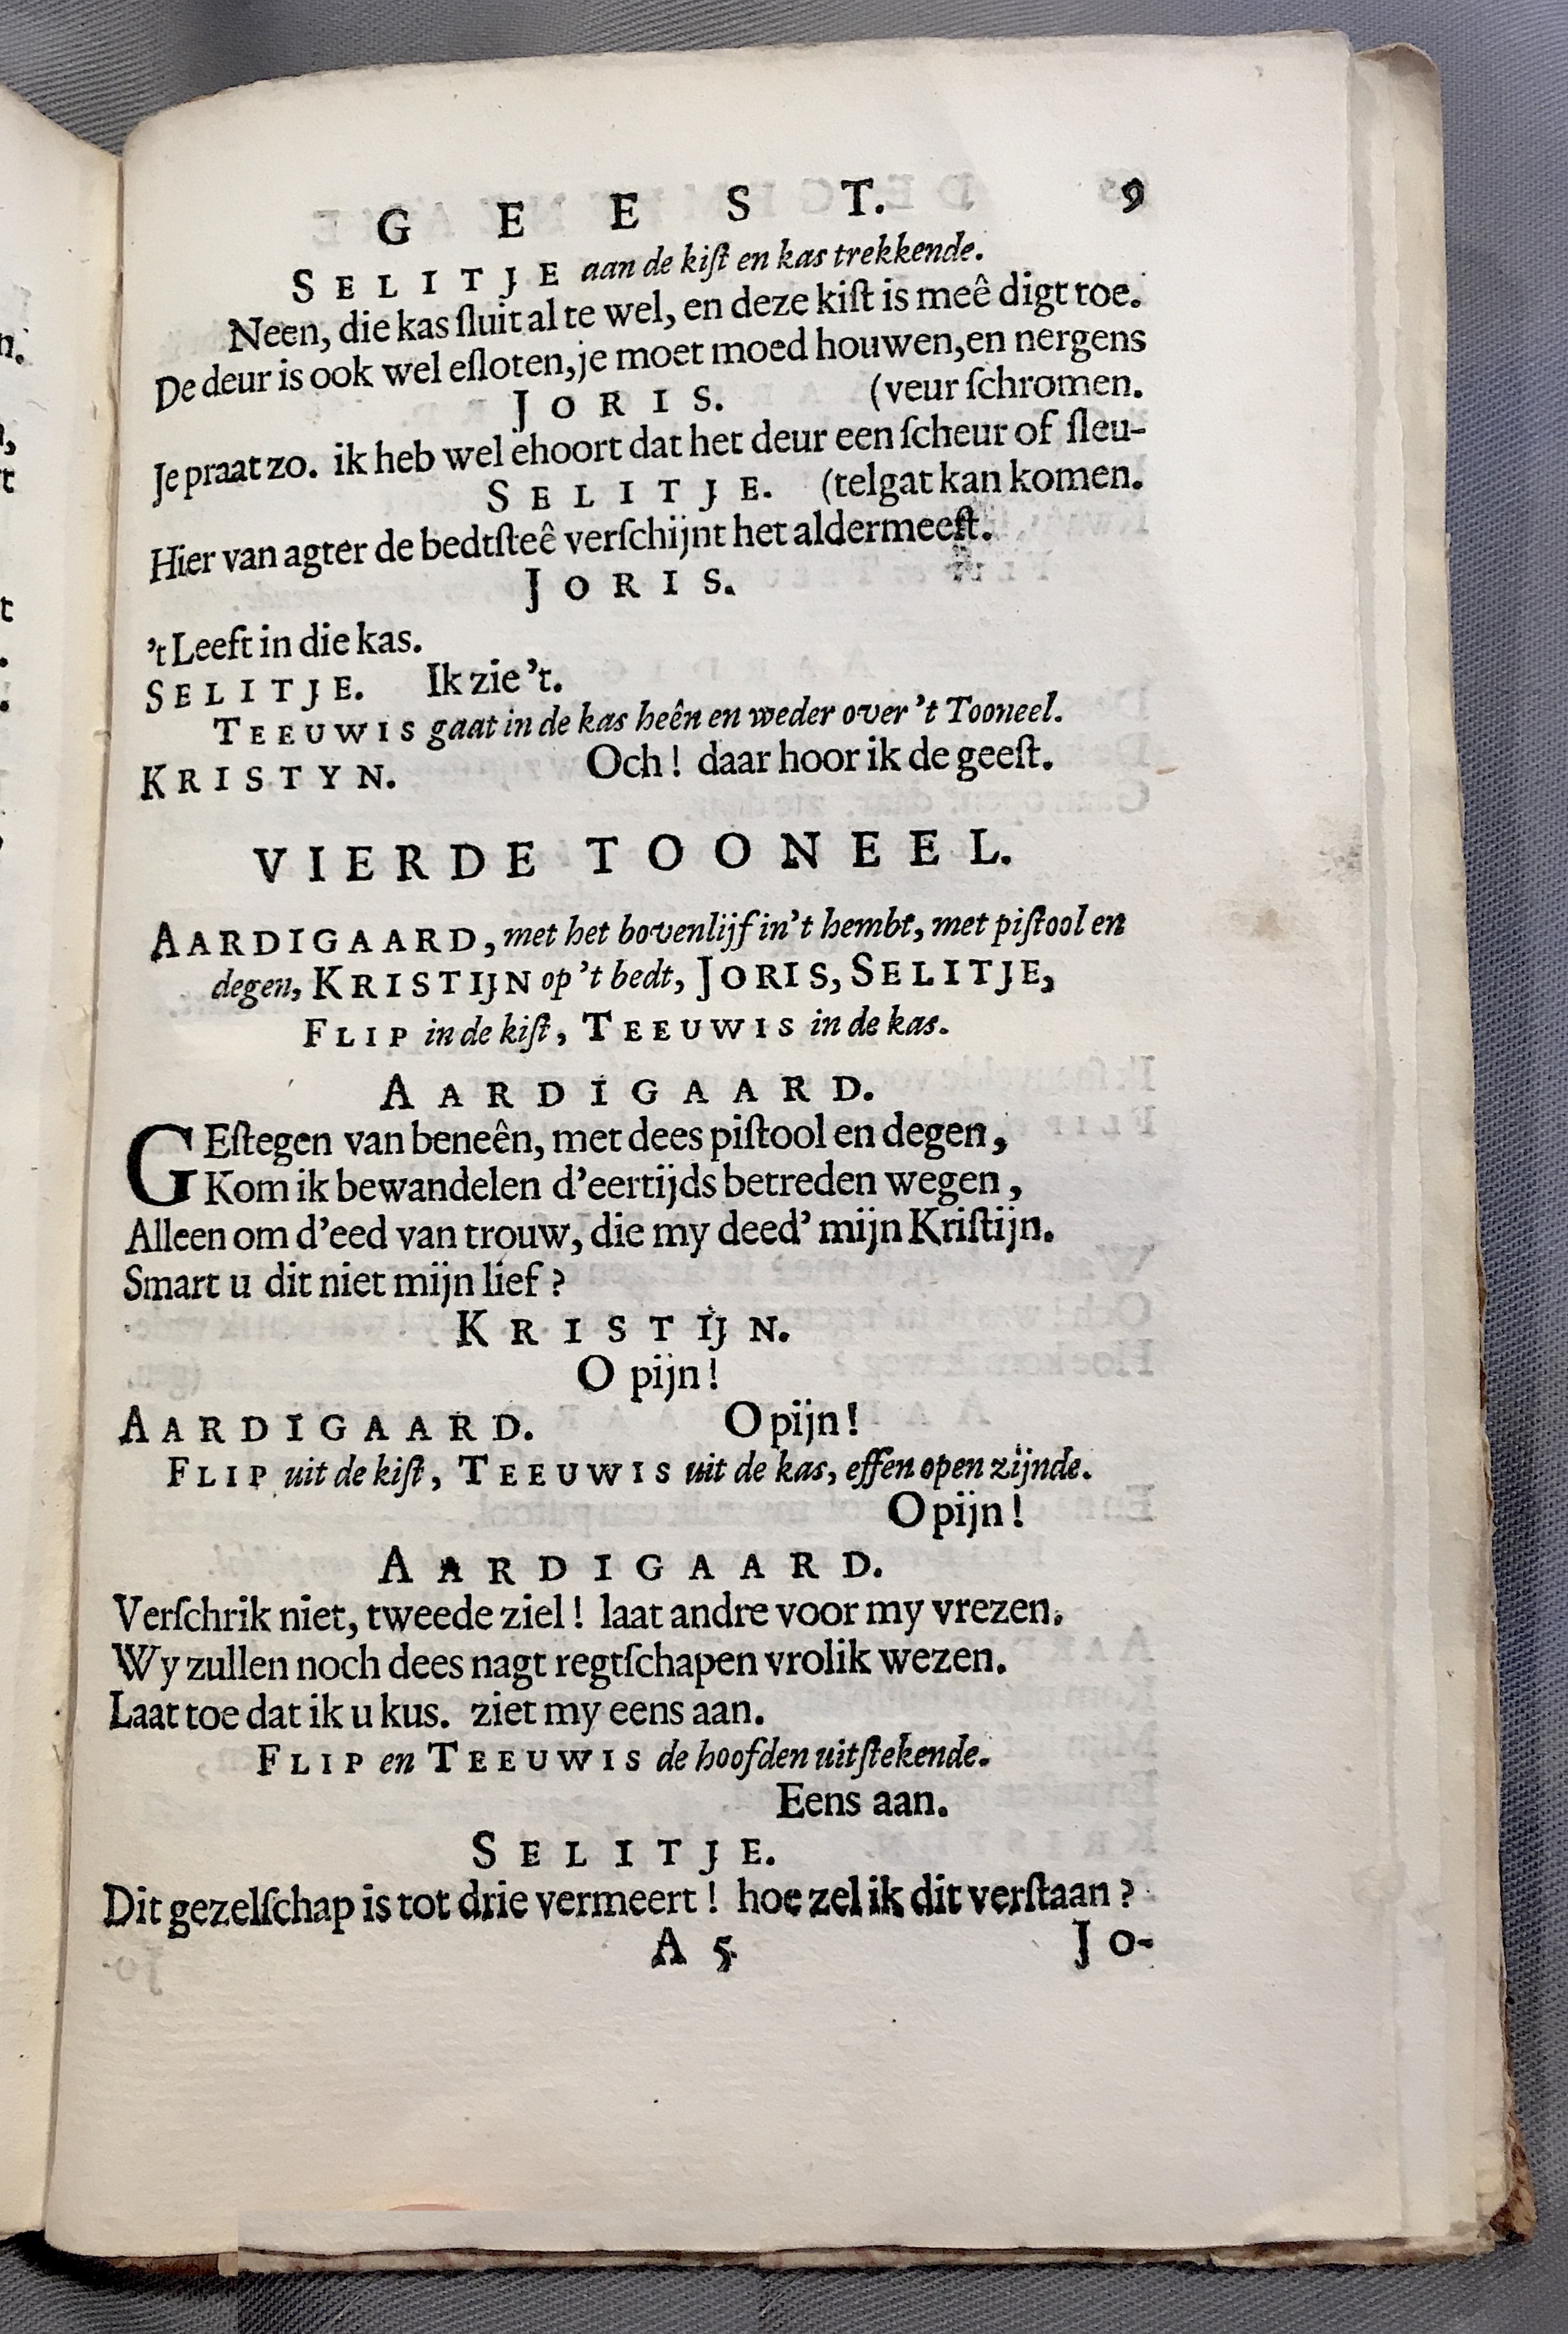 GEEST. 9
SELITJE aan de kiſt en kas trekkende.
Neen, die kas ſluit al te wel, en deze kiſt is meê digt toe.
De deur is ook wel eſloten, je moet moed houwen, en nergens
JORIS. (veur ſchromen.
Je praat zo. ik heb wel ehoort dat het deur een ſcheur of ſleu-
SELITJE. (telgat kan komen.
Hier van agter de bedtſteê verſchijnt het aldermeeſt.
JORIS.
't Leeft in die kas.
SELITJE. Ik zie 't.
TEEUWIS gaat in de kas heên en weder over 't Tooneel.
KRISTYN. Och! daar hoor ik de geeſt.
VIERDE TOONEEL.
AARDIGAARD, met het bovenlijf in't hembt, met piſtool en
degen, KRISTIJN op 't bedt, JORIS, SELITJE,
FLIP in de kiſt, TEEUWIS in de kas.
AARDIGAARD.
GEſtegen van beneên, met dees piſtool en degen,
Kom ik bewandelen d'eertijds betreden wegen,
Alleen om d'eed van trouw, die my deed' mijn Kriſtijn.
Smart u dit niet mijn lief?
KRISTIJN.
O pijn!
AARDIGAARD. O pijn!
FLIP uit de kiſt, TEEUWIS uit de kas, effen open zijnde.
O pijn!
AARDIGAARD.
Verſchrik niet, tweede ziel! laat andre voor my vrezen.
Wy zullen noch dees nagt regtſchapen vrolik wezen.
Laat toe dat ik u kus. ziet my eens aan.
FLIP en TEEUWIS de hoofden uitſtekende.
Eens aan.
SELITJE.
Dit gezelſchap is tot drie vermeert! hoe zel ik dit verſtaan?
A 5 Jo-